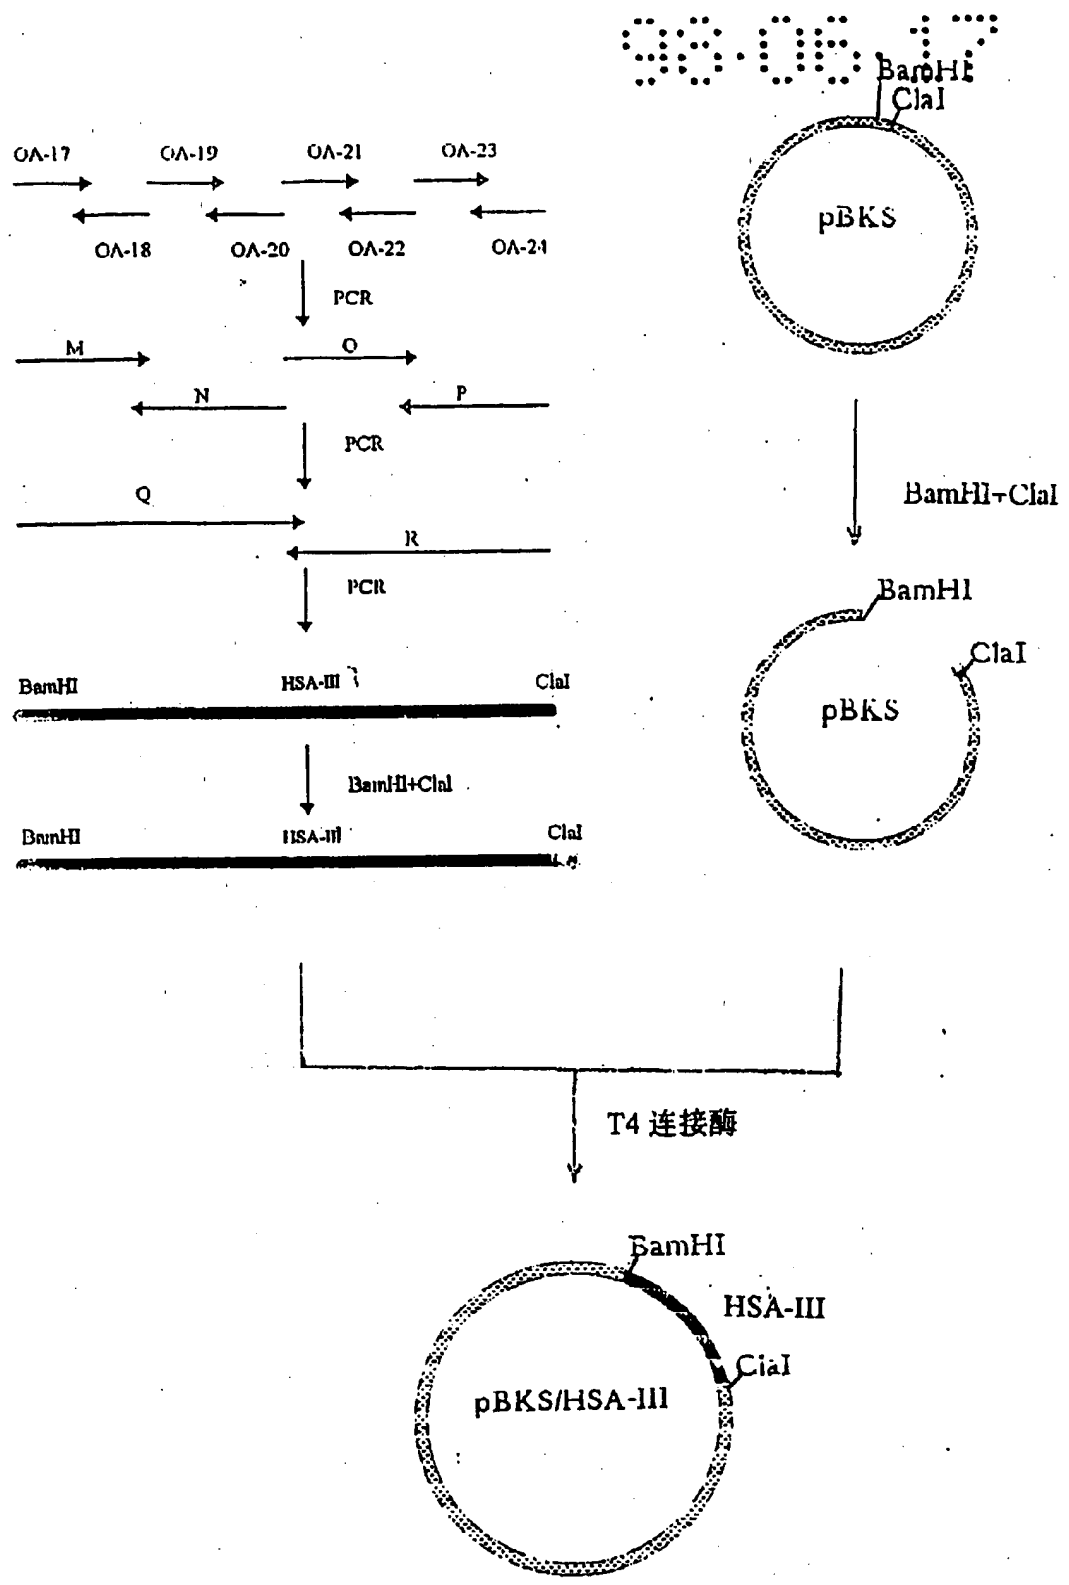 98·06.17
BamHI
ClaI
pBKS
OA-17 OA-19 OA-21 OA-23
OA-18 OA-20 OA-22 OA-24
PCR
M O
N P
PCR
BamHI+ClaI
Q
R
PCR
BamHI
ClaI
pBKS
BamHI HSA-III ClaI
BamHI+ClaI
BamHI HSA-III ClaI
T4 连接酶
BamHI
HSA-III
ClaI
pBKS/HSA-III